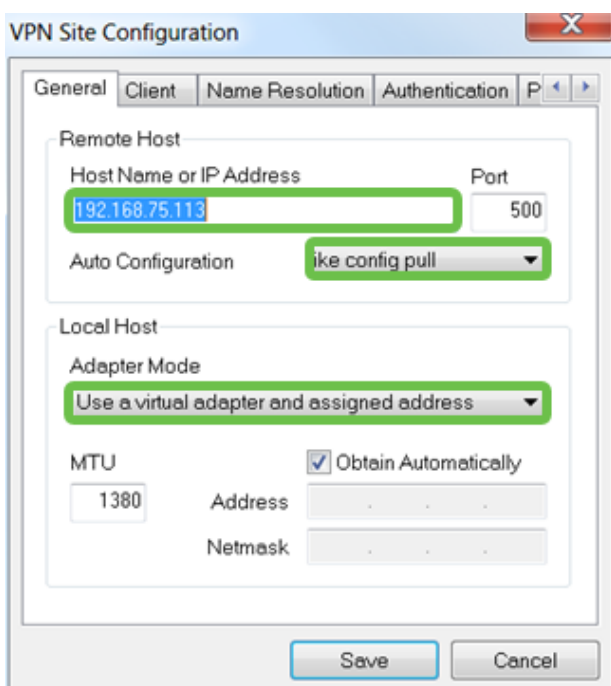 VPN Site Configuration
X
General Client Name Resolution Authentication P
Remote Host
Host Name or IP Address Port
192.168.75.113 500
Auto Configuration ike config pull
Local Host
Adapter Mode
Use a virtual adapter and assigned address
MTU Obtain Automatically
1380 Address . . .
Netmask . . .
Save Cancel